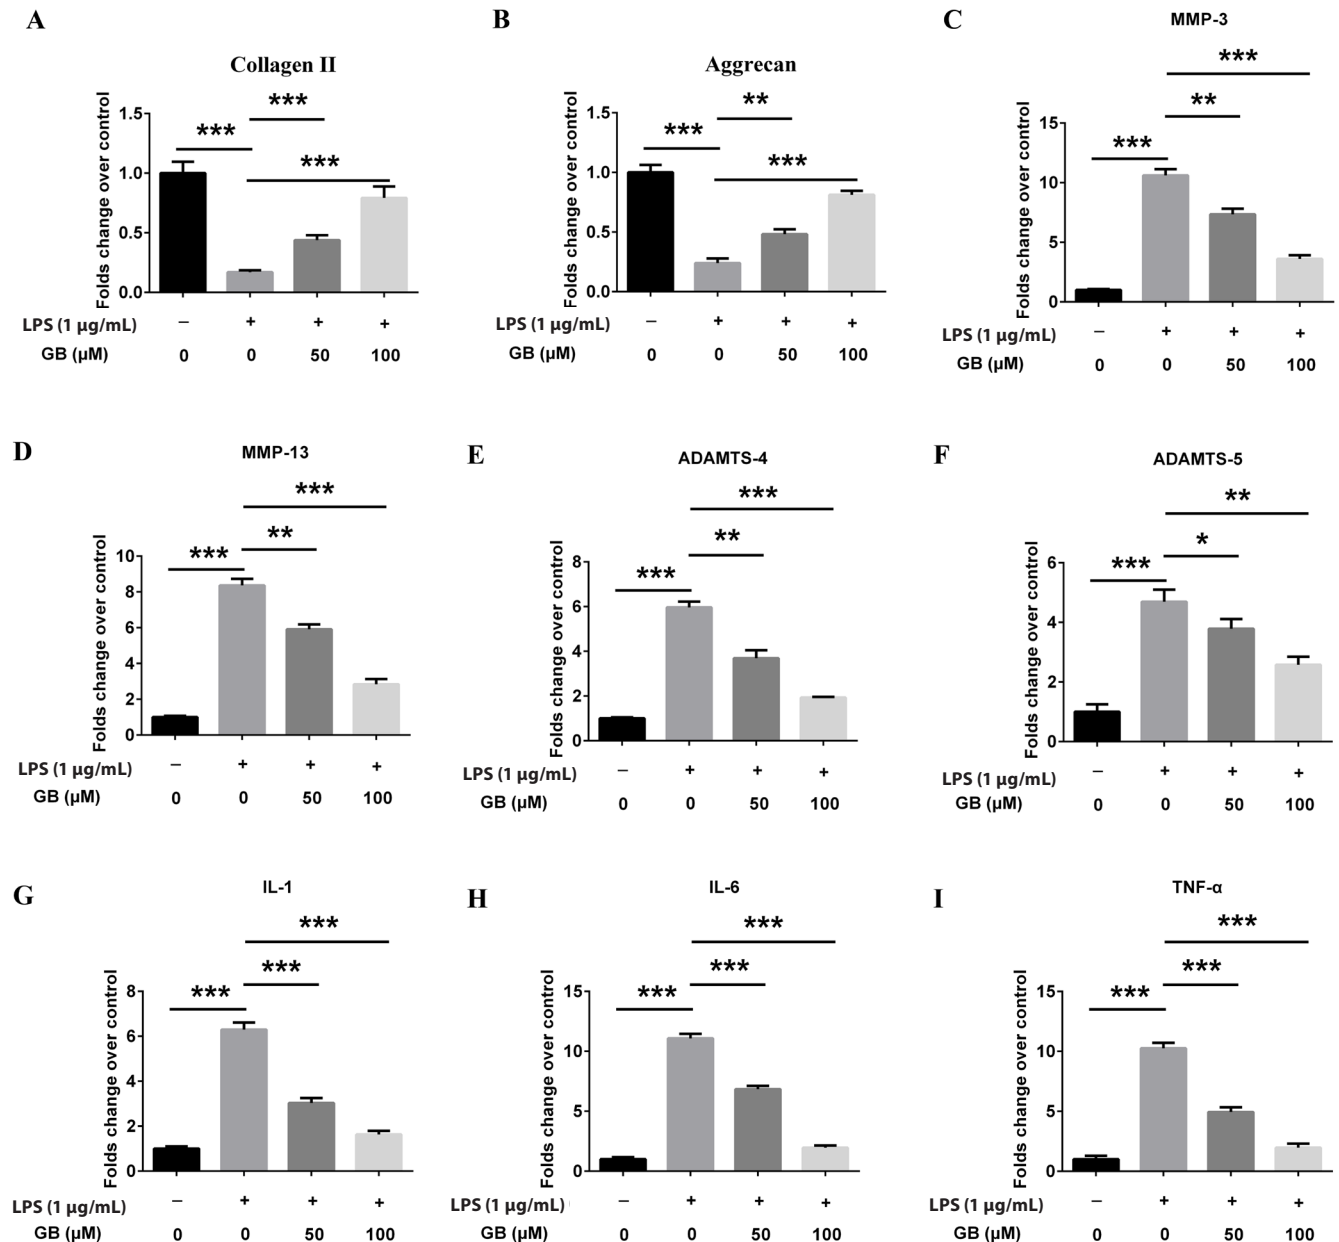 A
Collagen II
Folds change over control
1.5
1.0
0.5
0.0
***
***
***
LPS (1 µg/mL) – + + +
GB (µM) 0 0 50 100
B
Aggrecan
Folds change over control
1.5
1.0
0.5
0.0
***
**
***
LPS (1 µg/mL) – + + +
GB (µM) 0 0 50 100
C
MMP-3
Folds change over control
15
10
5
0
***
**
***
LPS (1 µg/mL) – + + +
GB (µM) 0 0 50 100
D
MMP-13
Folds change over control
10
8
6
4
2
0
***
**
***
LPS (1 µg/mL) – + + +
GB (µM) 0 0 50 100
E
ADAMTS-4
Folds change over control
8
6
4
2
0
***
**
***
LPS (1 µg/mL) – + + +
GB (µM) 0 0 50 100
F
ADAMTS-5
Folds change over control
6
4
2
0
**
*
***
LPS (1 µg/mL) – + + +
GB (µM) 0 0 50 100
G
IL-1
Folds change over control
8
6
4
2
0
***
***
***
LPS (1 µg/mL) – + + +
GB (µM) 0 0 50 100
H
IL-6
Folds change over control
15
10
5
0
***
***
***
LPS (1 µg/mL) – + + +
GB (µM) 0 0 50 100
I
TNF-α
Folds change over control
15
10
5
0
***
***
***
LPS (1 µg/mL) – + + +
GB (µM) 0 0 50 100